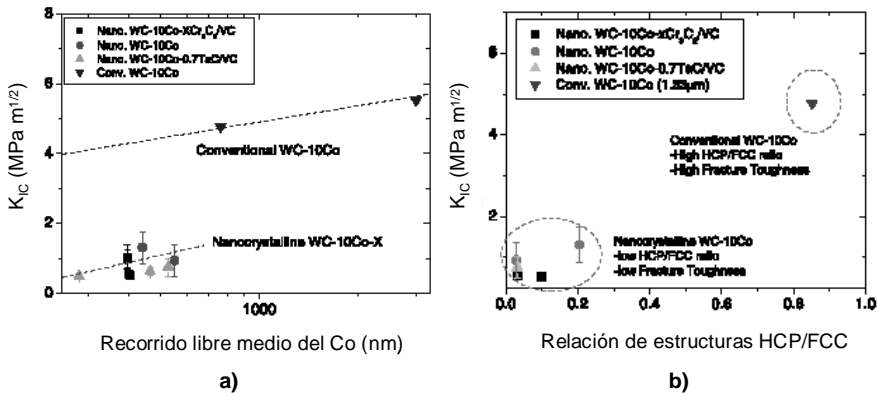 Nano. WC-10Co-XCr₃C₂/VC
Nano. WC-10Co
Nano. WC-10Co-0.7TaC/VC
Conv. WC-10Co
K_IC (MPa m^1/2)
8
6
4
2
0
Conventional WC-10Co
Nanocrystalline WC-10Co-X
1000
Recorrido libre medio del Co (nm)
a)
Nano. WC-10Co-xCr₃C₂/VC
Nano. WC-10Co
Nano. WC-10Co-0.7TaC/VC
Conv. WC-10Co (1.33μm)
K_IC (MPa m^1/2)
6
4
2
Conventional WC-10Co
-High HCP/FCC ratio
-High Fracture Toughness
Nanocrystalline WC-10Co
-low HCP/FCC ratio
-low Fracture Toughness
0.0 0.2 0.4 0.6 0.8 1.0
Relación de estructuras HCP/FCC
b)